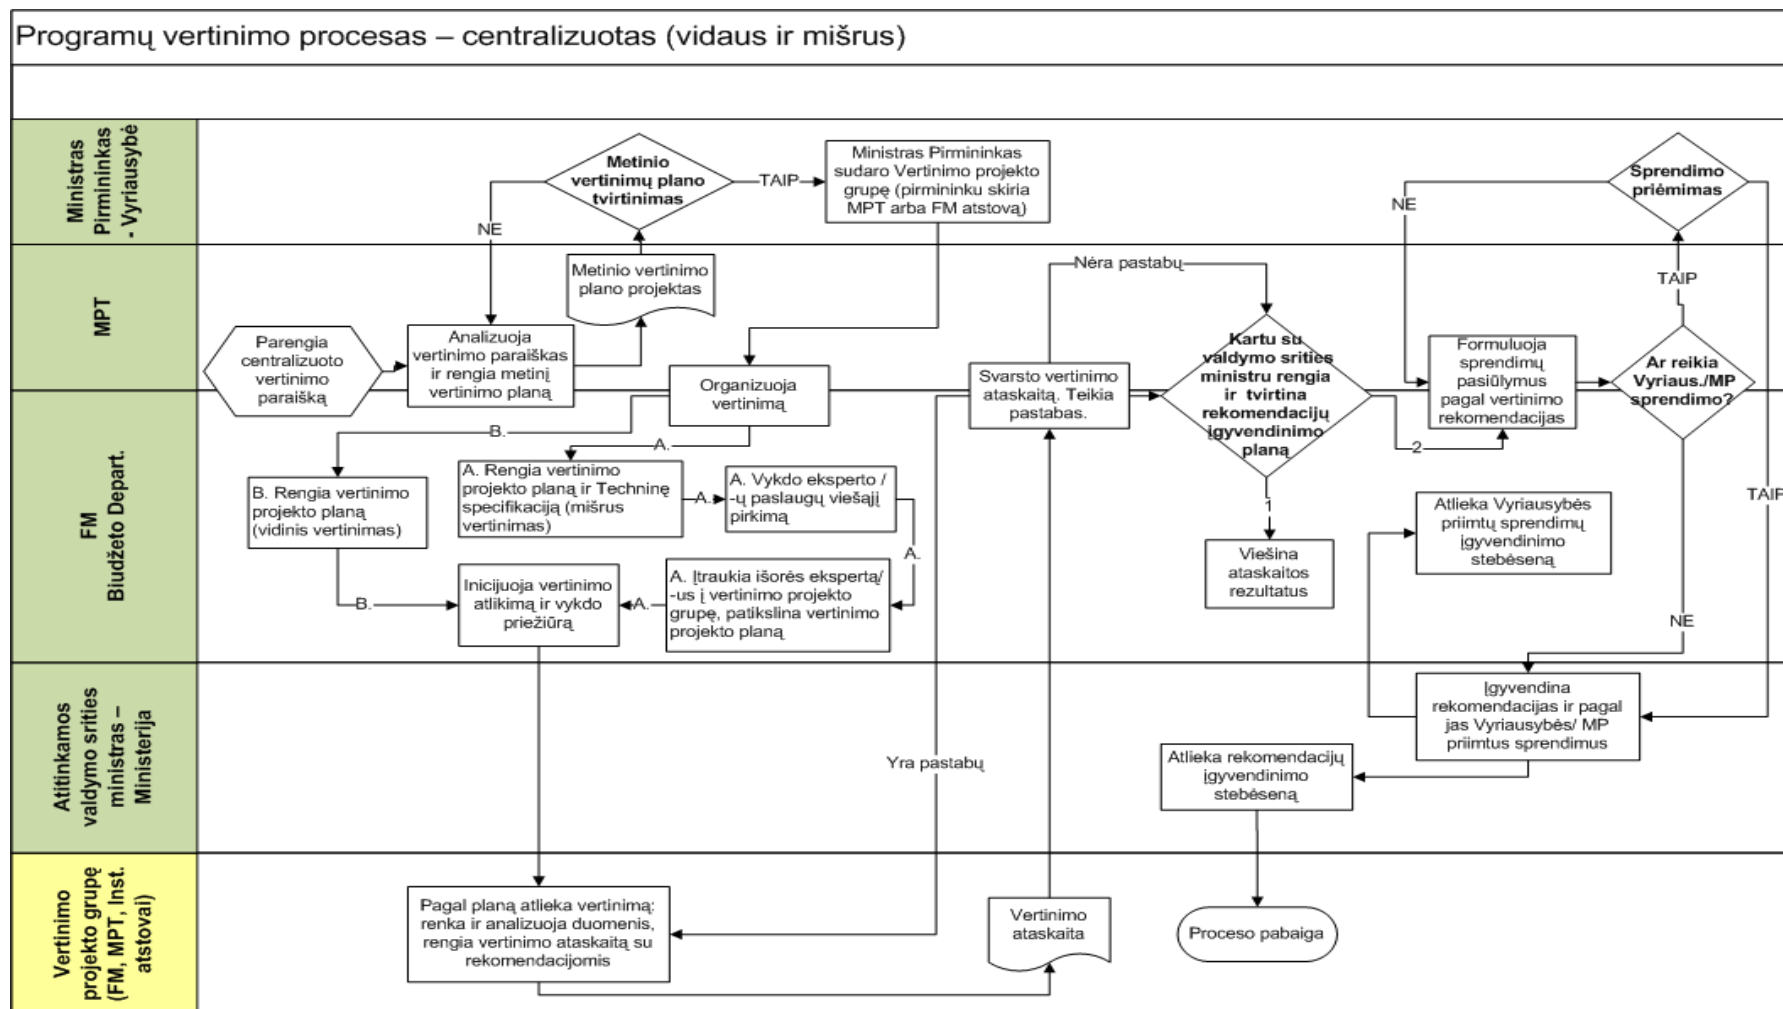 Programų vertinimo procesas – centralizuotas (vidaus ir mišrus)
Ministras
Pirmininkas
- Vyriausybė
Metinio
vertinimų plano
tvirtinimas
TAIP
Ministras Pirmininkas
sudaro Vertinimo projekto
grupę (pirmininku skiria
MPT arba FM atstovą)
Sprendimo
priėmimas
NE
NE
TAIP
MPT
Metinio vertinimo
plano projektas
Nėra pastabų
TAIP
Parengia
centralizuoto
vertinimo
paraišką
Analizuoja
vertinimo paraiškas
ir rengia metinį
vertinimo planą
Organizuoja
vertinimą
Svarsto vertinimo
ataskaitą. Teikia
pastabas.
Kartu su
valdymo srities
ministru rengia
ir tvirtina
rekomendacijų
įgyvendinimo
planą
Formuluoja
sprendimų
pasiūlymus
pagal vertinimo
rekomendacijas
Ar reikia
Vyriaus./MP
sprendimo?
FM
Biudžeto Depart.
B.
A.
2
B. Rengia vertinimo
projekto planą
(vidinis vertinimas)
A. Rengia vertinimo
projekto planą ir Techninę
specifikaciją (mišrus
vertinimas)
A.
A. Vykdo eksperto /
-ų paslaugų viešąjį
pirkimą
A.
1
Viešina
ataskaitos
rezultatus
Atlieka Vyriausybės
priimtų sprendimų
įgyvendinimo
stebėseną
B.
Inicijuoja vertinimo
atlikimą ir vykdo
priežiūrą
A.
A. Įtraukia išorės ekspertą/
-us į vertinimo projekto
grupę, patikslina vertinimo
projekto planą
NE
Atitinkamos
valdymo srities
ministras –
Ministerija
Yra pastabų
Įgyvendina
rekomendacijas ir pagal
jas Vyriausybės/ MP
priimtus sprendimus
Atlieka rekomendacijų
įgyvendinimo
stebėseną
Vertinimo
projekto grupę
(FM, MPT, Inst.
atstovai)
Pagal planą atlieka vertinimą:
renka ir analizuoja duomenis,
rengia vertinimo ataskaitą su
rekomendacijomis
Vertinimo
ataskaita
Proceso pabaiga